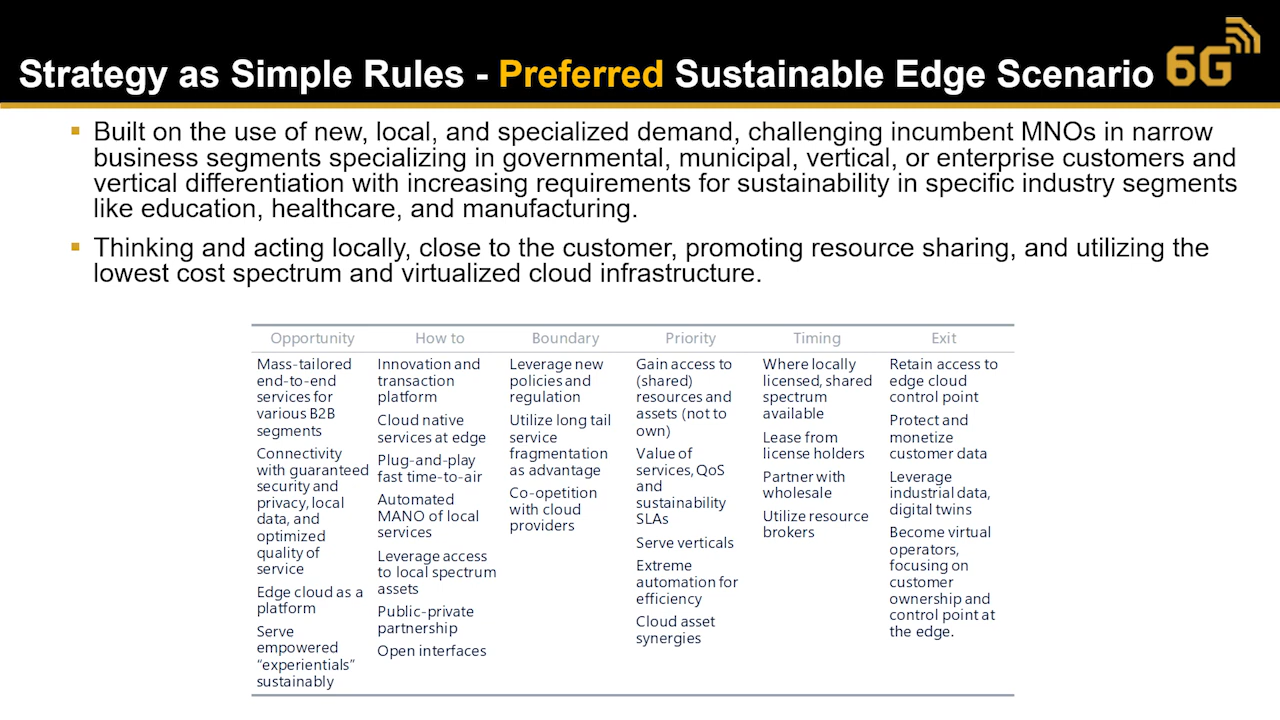 Strategy as Simple Rules - Preferred Sustainable Edge Scenario
6G
Built on the use of new, local, and specialized demand, challenging incumbent MNOs in narrow
business segments specializing in governmental, municipal, vertical, or enterprise customers and
vertical differentiation with increasing requirements for sustainability in specific industry segments
like education, healthcare, and manufacturing.
Thinking and acting locally, close to the customer, promoting resource sharing, and utilizing the
lowest cost spectrum and virtualized cloud infrastructure.
Opportunity
Mass-tailored
end-to-end
services for
various B2B
segments
Connectivity
with guaranteed
security and
privacy, local
data, and
optimized
quality of
service
Edge cloud as a
platform
Serve
empowered
“experientials”
sustainably
How to
Innovation and
transaction
platform
Cloud native
services at edge
Plug-and-play
fast time-to-air
Automated
MANO of local
services
Leverage access
to local spectrum
assets
Public-private
partnership
Open interfaces
Boundary
Leverage new
policies and
regulation
Utilize long tail
service
fragmentation
as advantage
Co-opetition
with cloud
providers
Priority
Gain access to
(shared)
resources and
assets (not to
own)
Value of
services, QoS
and
sustainability
SLAs
Serve verticals
Extreme
automation for
efficiency
Cloud asset
synergies
Timing
Where locally
licensed, shared
spectrum
available
Lease from
license holders
Partner with
wholesale
Utilize resource
brokers
Exit
Retain access to
edge cloud
control point
Protect and
monetize
customer data
Leverage
industrial data,
digital twins
Become virtual
operators,
focusing on
customer
ownership and
control point at
the edge.